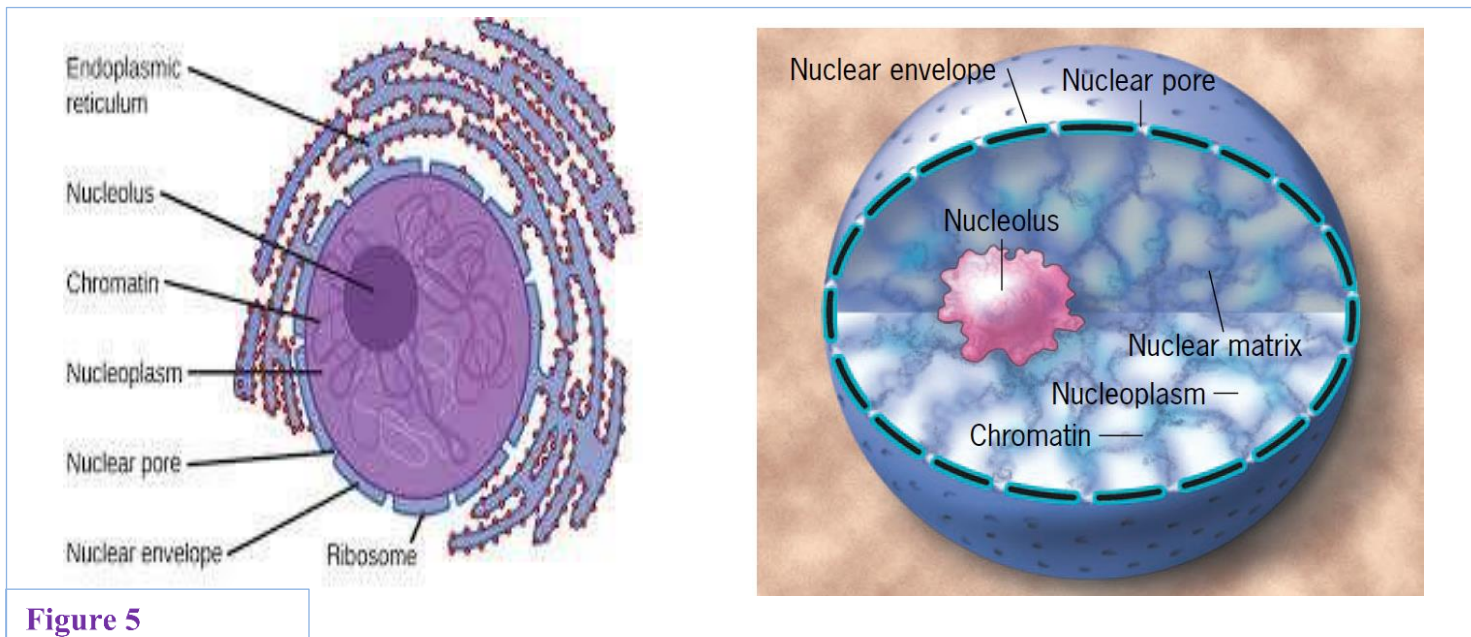 Endoplasmic
reticulum
Nucleolus
Chromatin
Nucleoplasm
Nuclear pore
Nuclear envelope
Ribosome
Nuclear envelope
Nuclear pore
Nucleolus
Nuclear matrix
Nucleoplasm
Chromatin
Figure 5